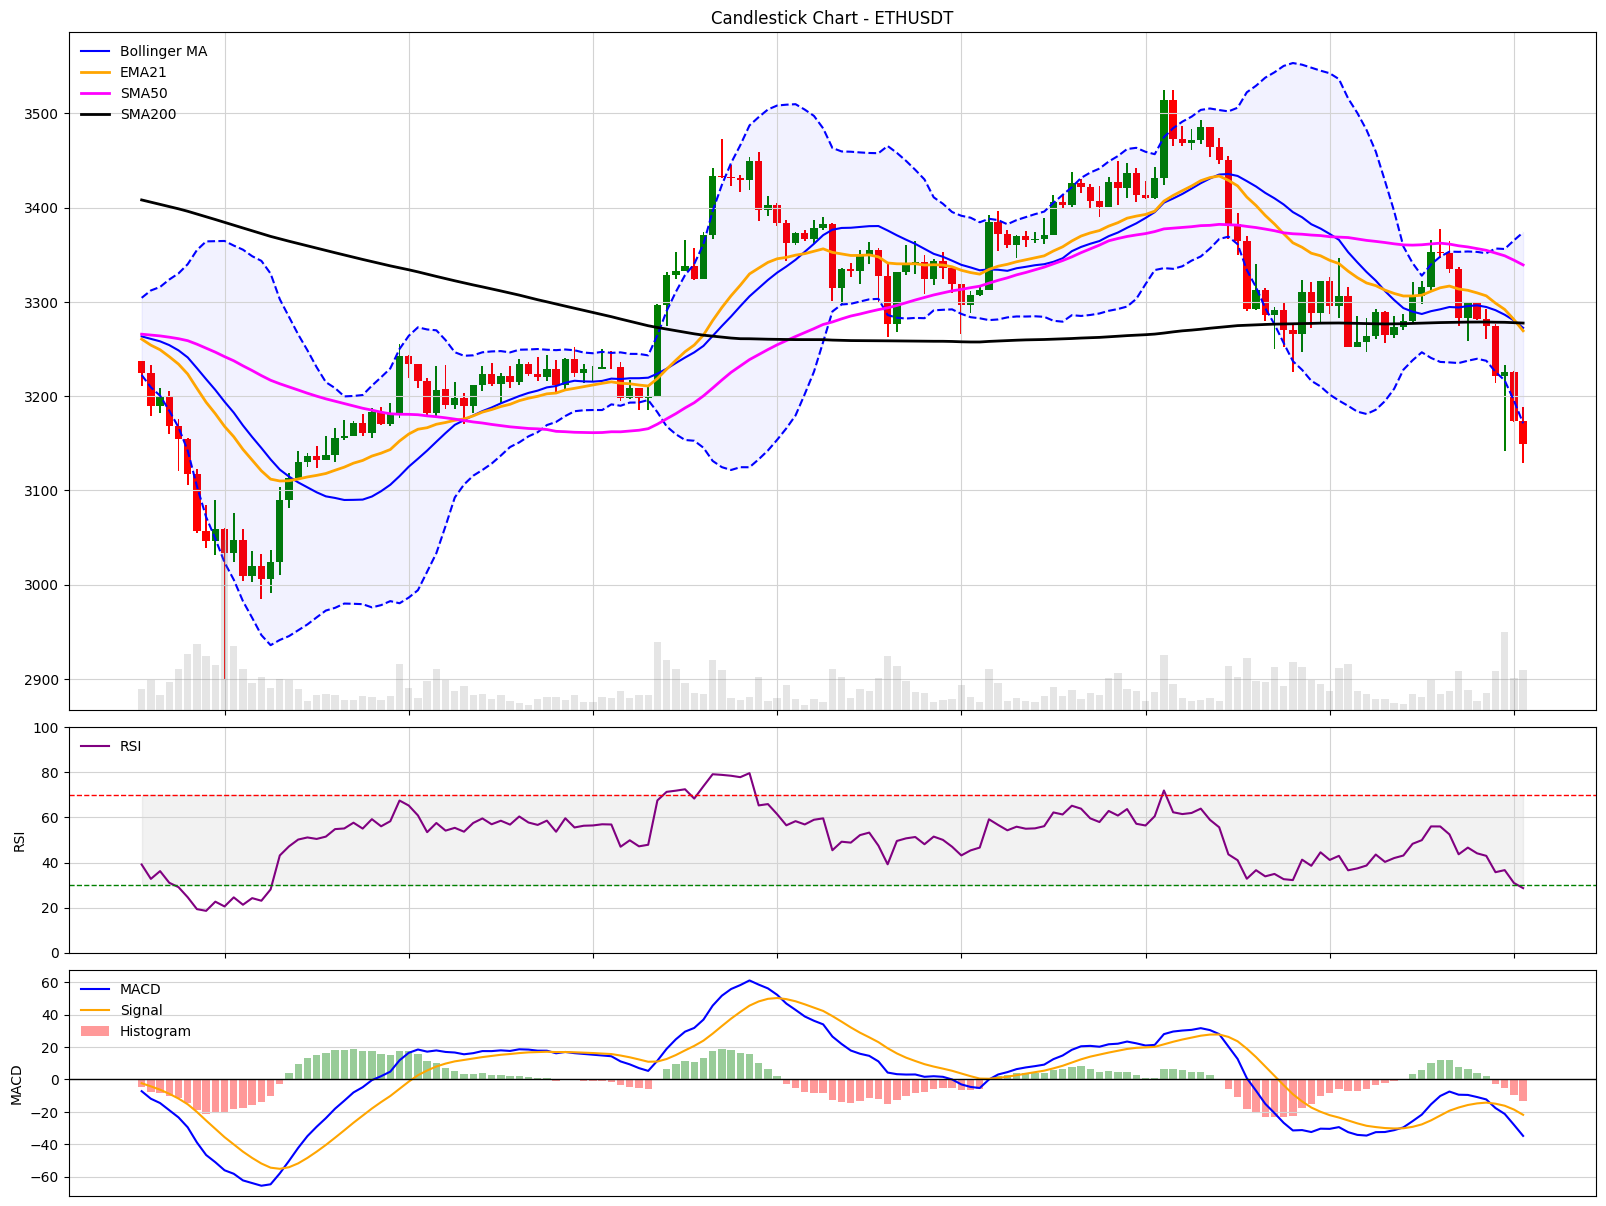 Candlestick Chart - ETHUSDT
Bollinger MA
EMA21
SMA50
SMA200
3500
3400
3300
3200
3100
3000
2900
100
80
60
40
20
0
RSI
RSI
60
40
20
0
−20
−40
−60
MACD
MACD
Signal
Histogram